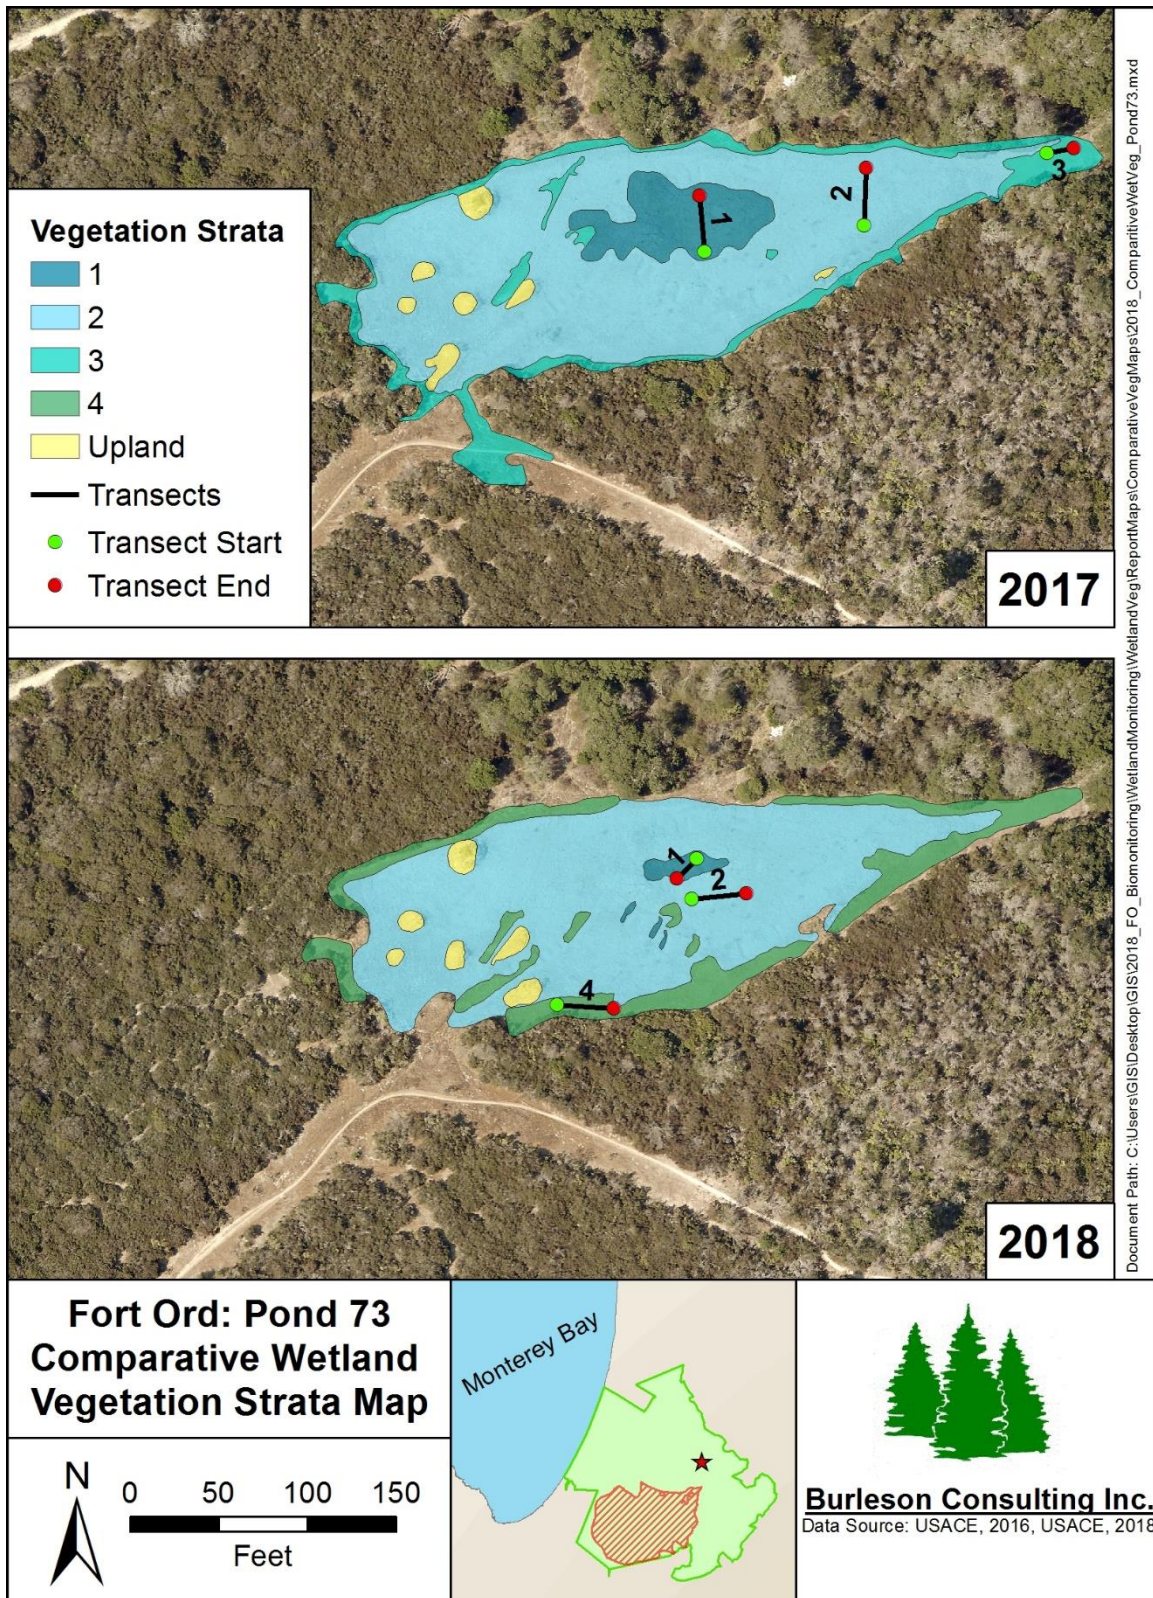 Vegetation Strata
1
2
3
4
Upland
Transects
Transect Start
Transect End
1
2
3
2017
1
2
4
2018
Document Path: C:\Users\GIS\Desktop\GIS\2018_FO_Biomonitoring\WetlandMonitoring\WetlandVeg\ReportMaps\ComparativeVegMaps\2018_ComparitiveWetVeg_Pond73.mxd
Fort Ord: Pond 73
Comparative Wetland
Vegetation Strata Map
N
0 50 100 150
Feet
Monterey Bay
Burleson Consulting Inc.
Data Source: USACE, 2016, USACE, 2018